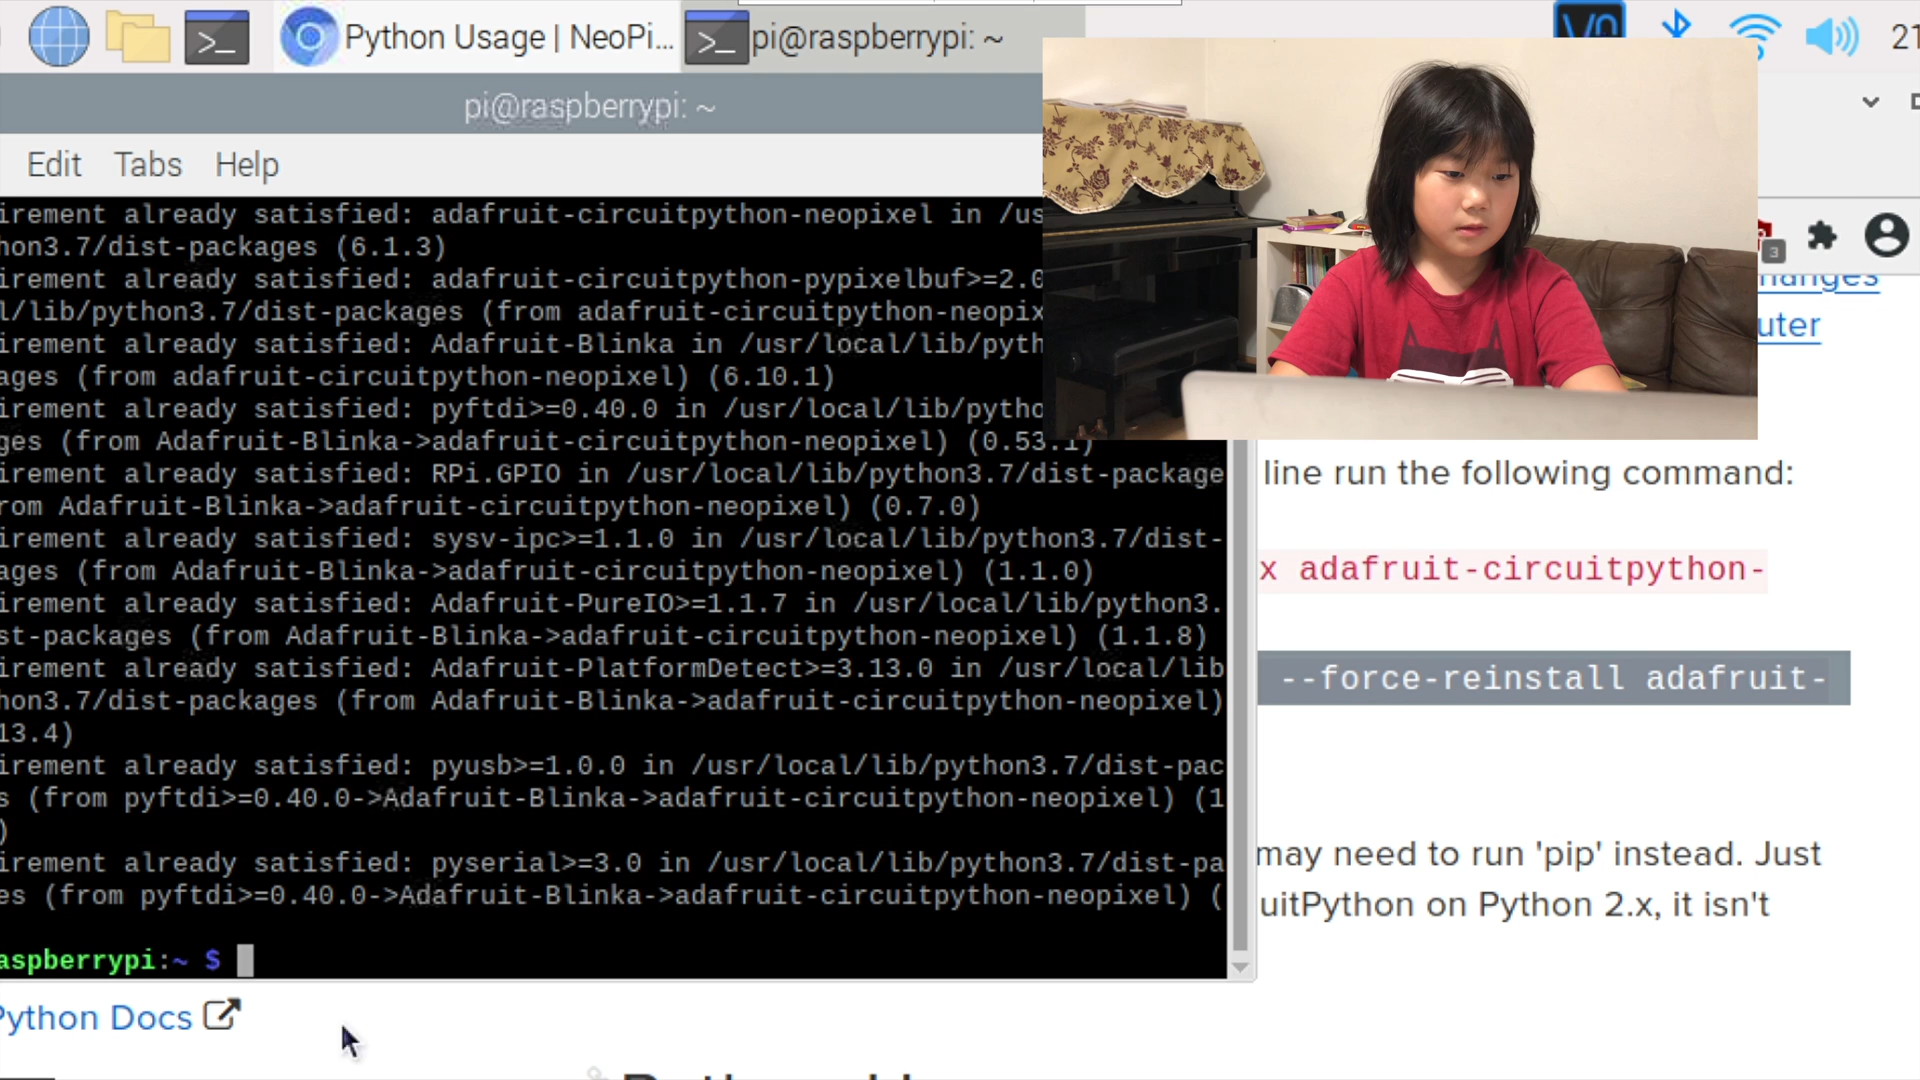 Python Usage | NeoPi...
pi@raspberrypi: ~
21
pi@raspberrypi: ~
Edit Tabs Help
irement already satisfied: adafruit-circuitpython-neopixel in /us
hon3.7/dist-packages (6.1.3)
irement already satisfied: adafruit-circuitpython-pypixelbuf>=2.0
l/lib/python3.7/dist-packages (from adafruit-circuitpython-neopix
irement already satisfied: Adafruit-Blinka in /usr/local/lib/pyth
ages (from adafruit-circuitpython-neopixel) (6.10.1)
irement already satisfied: pyftdi>=0.40.0 in /usr/local/lib/pytho
ges (from Adafruit-Blinka->adafruit-circuitpython-neopixel) (0.53.1)
irement already satisfied: RPi.GPIO in /usr/local/lib/python3.7/dist-package
rom Adafruit-Blinka->adafruit-circuitpython-neopixel) (0.7.0)
irement already satisfied: sysv-ipc>=1.1.0 in /usr/local/lib/python3.7/dist-
ages (from Adafruit-Blinka->adafruit-circuitpython-neopixel) (1.1.0)
irement already satisfied: Adafruit-PureIO>=1.1.7 in /usr/local/lib/python3.
st-packages (from Adafruit-Blinka->adafruit-circuitpython-neopixel) (1.1.8)
irement already satisfied: Adafruit-PlatformDetect>=3.13.0 in /usr/local/lib
hon3.7/dist-packages (from Adafruit-Blinka->adafruit-circuitpython-neopixel)
13.4)
irement already satisfied: pyusb>=1.0.0 in /usr/local/lib/python3.7/dist-pac
s (from pyftdi>=0.40.0->Adafruit-Blinka->adafruit-circuitpython-neopixel) (1
)
irement already satisfied: pyserial>=3.0 in /usr/local/lib/python3.7/dist-pa
es (from pyftdi>=0.40.0->Adafruit-Blinka->adafruit-circuitpython-neopixel) (
aspberrypi:~ $
3
hanges
uter
line run the following command:
x adafruit-circuitpython-
--force-reinstall adafruit-
may need to run 'pip' instead. Just
uitPython on Python 2.x, it isn't
Python Docs